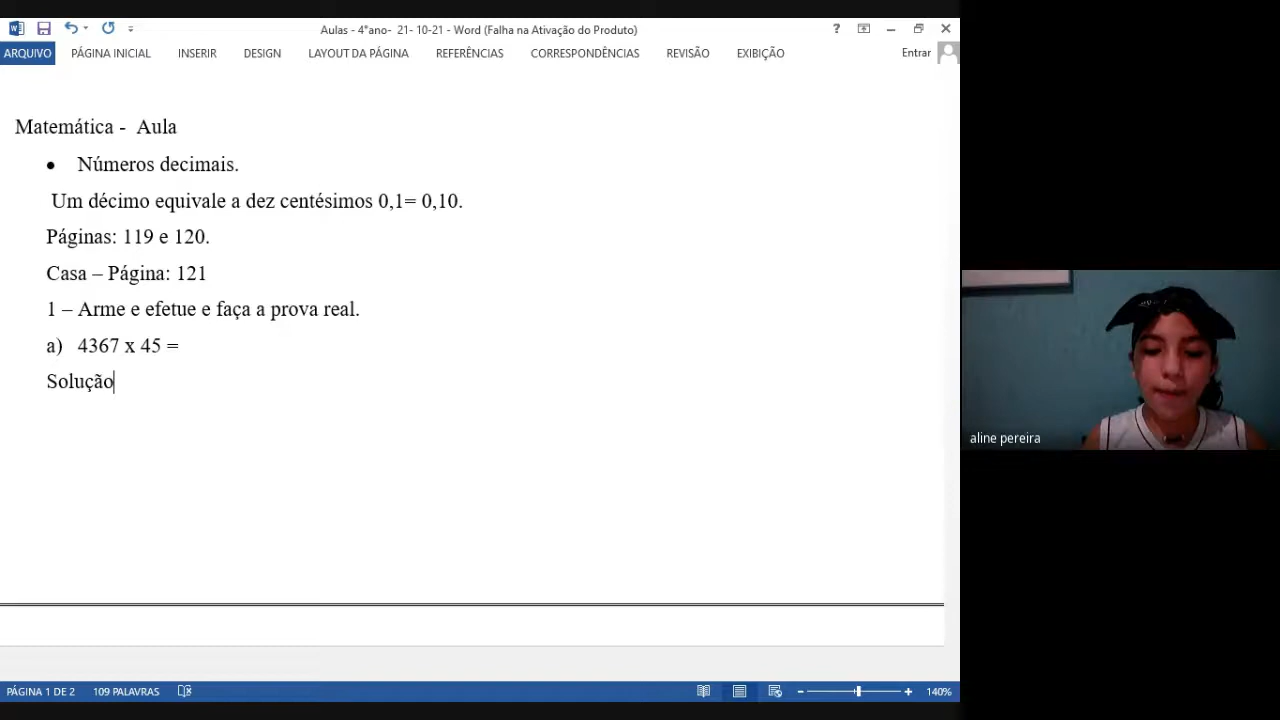 Aulas - 4°ano- 21- 10-21 - Word (Falha na Ativação do Produto)
?
ARQUIVO PÁGINA INICIAL INSERIR DESIGN LAYOUT DA PÁGINA REFERÊNCIAS CORRESPONDÊNCIAS REVISÃO EXIBIÇÃO Entrar
Matemática - Aula
• Números decimais.
Um décimo equivale a dez centésimos 0,1= 0,10.
Páginas: 119 e 120.
Casa – Página: 121
1 – Arme e efetue e faça a prova real.
a) 4367 x 45 =
Solução
aline pereira
PÁGINA 1 DE 2 109 PALAVRAS 140%